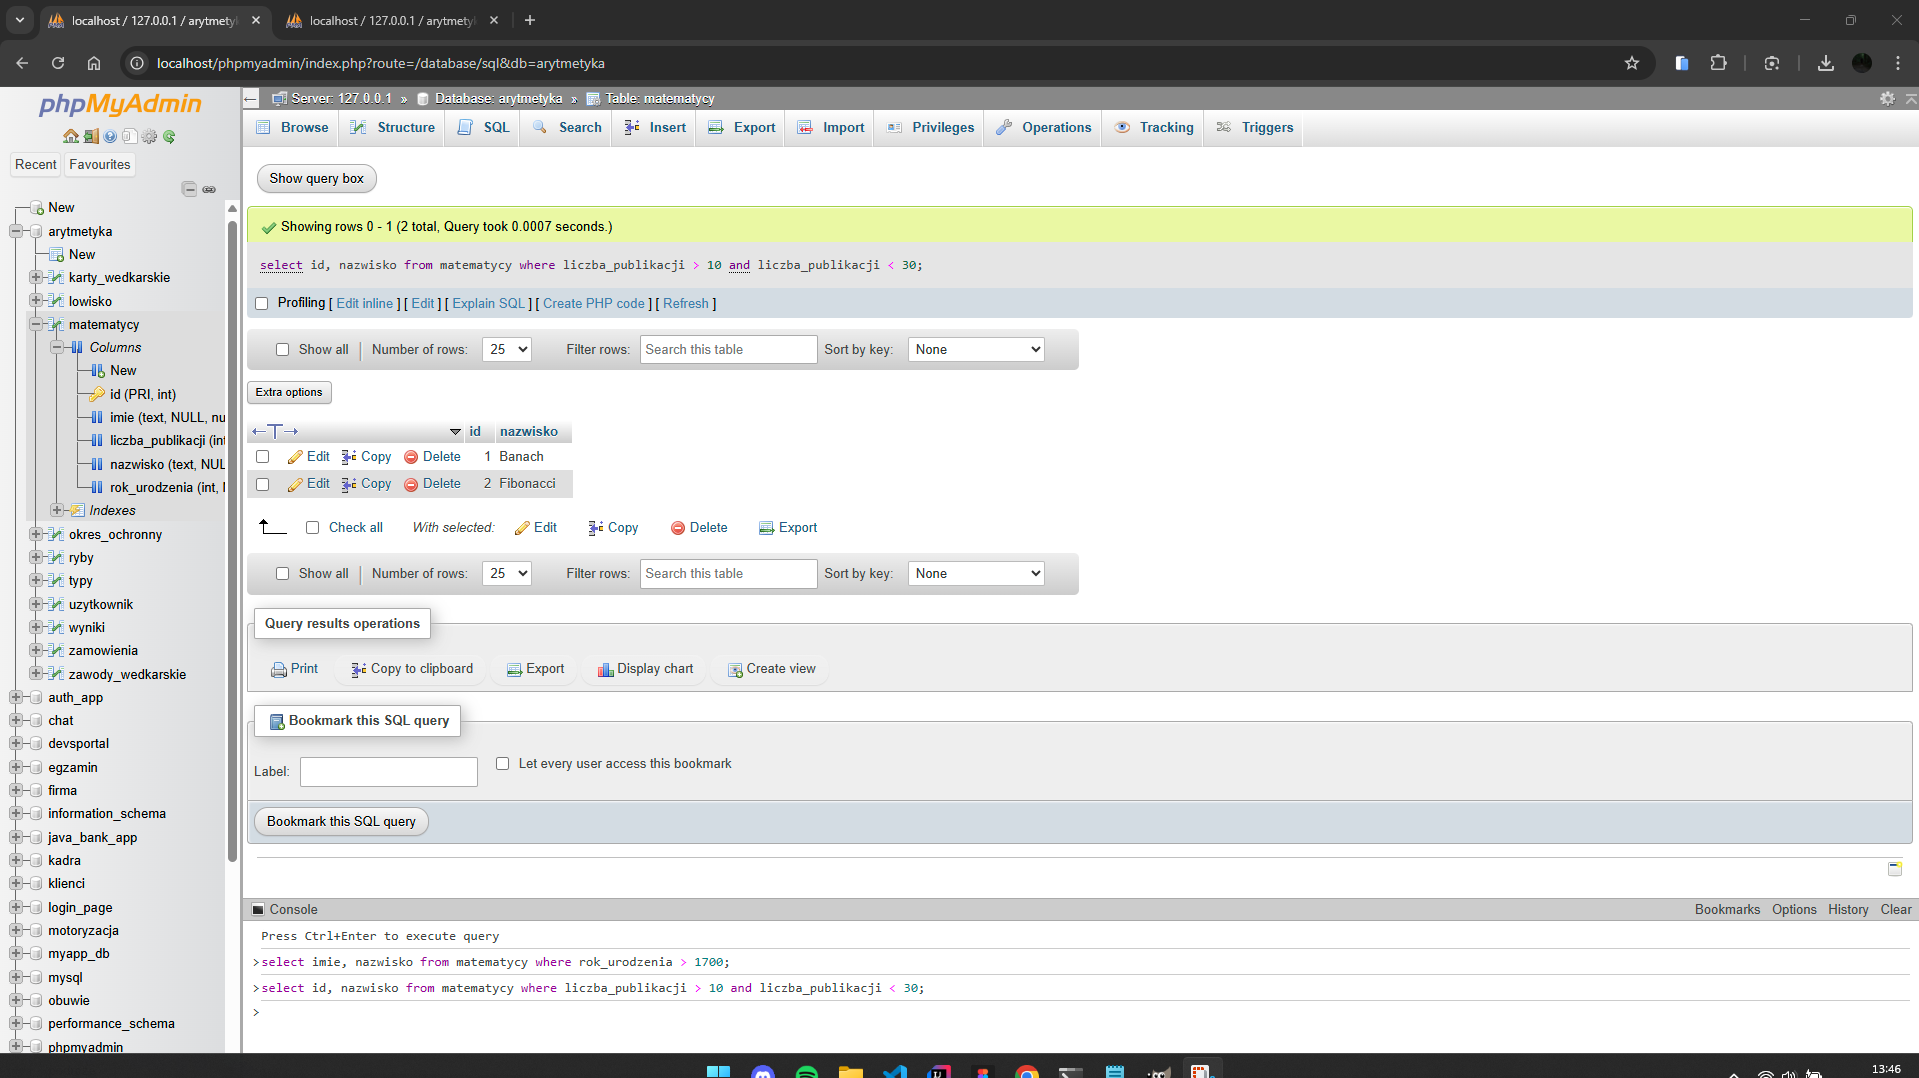 localhost / 127.0.0.1 / arytmetyk
localhost / 127.0.0.1 / arytmety
localhost/phpmyadmin/index.php?route=/database/sql&db=arytmetyka
phpMyAdmin
Server: 127.0.0.1 » Database: arytmetyka » Table: matematycy
Browse Structure SQL Search Insert Export Import Privileges Operations Tracking Triggers
Recent Favourites
New
arytmetyka
New
karty_wedkarskie
lowisko
matematycy
Columns
New
id (PRI, int)
imie (text, NULL, nu
liczba_publikacji (int
nazwisko (text, NUL
rok_urodzenia (int, 
Indexes
okres_ochronny
ryby
typy
uzytkownik
wyniki
zamowienia
zawody_wedkarskie
auth_app
chat
devsportal
egzamin
firma
information_schema
java_bank_app
kadra
klienci
login_page
motoryzacja
myapp_db
mysql
obuwie
performance_schema
phpmyadmin
Show query box
Showing rows 0 - 1 (2 total, Query took 0.0007 seconds.)
select id, nazwisko from matematycy where liczba_publikacji > 10 and liczba_publikacji < 30;
Profiling [ Edit inline ] [ Edit ] [ Explain SQL ] [ Create PHP code ] [ Refresh ]
Show all | Number of rows: 25 Filter rows: Search this table Sort by key: None
Extra options
id nazwisko
Edit Copy Delete 1 Banach
Edit Copy Delete 2 Fibonacci
Check all With selected: Edit Copy Delete Export
Show all | Number of rows: 25 Filter rows: Search this table Sort by key: None
Query results operations
Print Copy to clipboard Export Display chart Create view
Bookmark this SQL query
Label: Let every user access this bookmark
Bookmark this SQL query
Console Bookmarks Options History Clear
Press Ctrl+Enter to execute query
>select imie, nazwisko from matematycy where rok_urodzenia > 1700;
>select id, nazwisko from matematycy where liczba_publikacji > 10 and liczba_publikacji < 30;
>
13:46